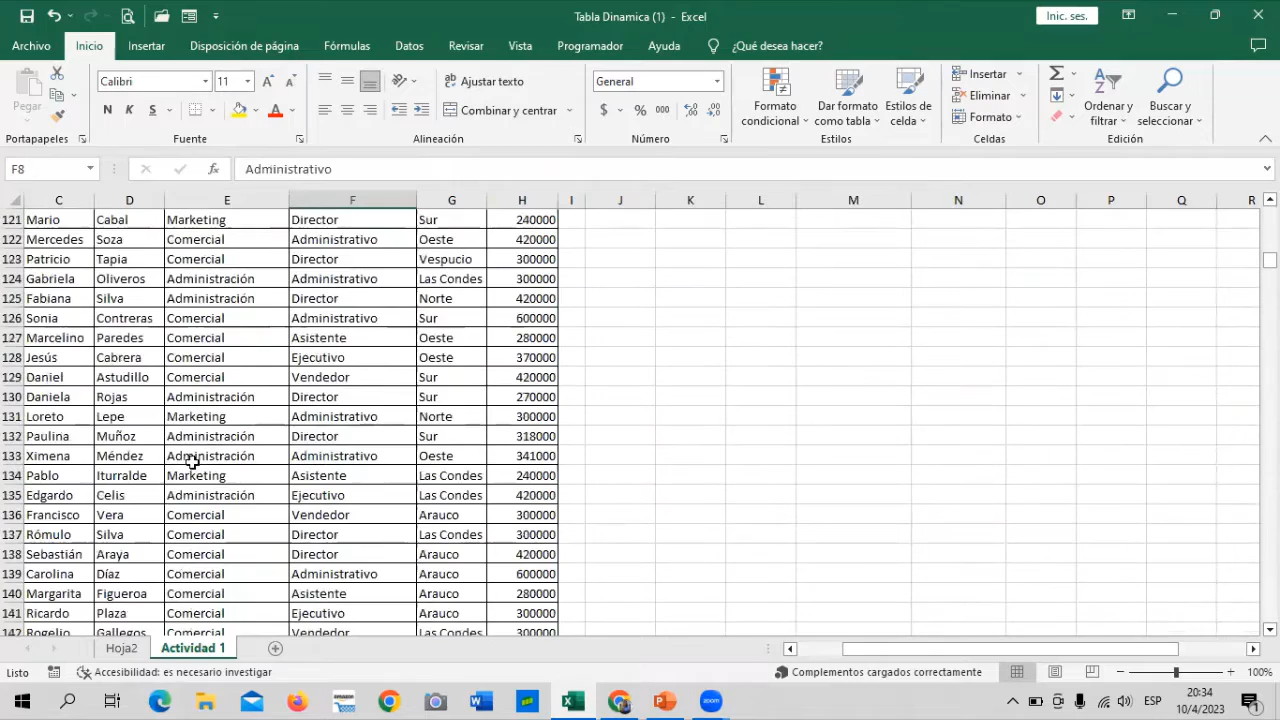 Tabla Dinamica (1) - Excel
Inic. ses.
Archivo Inicio Insertar Disposición de página Fórmulas Datos Revisar Vista Programador Ayuda ¿Qué desea hacer?
Pegar
Calibri 11
N K S
Ajustar texto
Combinar y centrar
General
$ % 000
Formato condicional
Dar formato como tabla
Estilos de celda
Insertar
Eliminar
Formato
Ordenar y filtrar
Buscar y seleccionar
Portapapeles Fuente Alineación Número Estilos Celdas Edición
F8 fx Administrativo
C D E F G H I J K L M N O P Q R
121 Mario Cabal Marketing Director Sur 240000
122 Mercedes Soza Comercial Administrativo Oeste 420000
123 Patricio Tapia Comercial Director Vespucio 300000
124 Gabriela Oliveros Administración Administrativo Las Condes 300000
125 Fabiana Silva Administración Director Norte 420000
126 Sonia Contreras Comercial Administrativo Sur 600000
127 Marcelino Paredes Comercial Asistente Oeste 280000
128 Jesús Cabrera Comercial Ejecutivo Oeste 370000
129 Daniel Astudillo Comercial Vendedor Sur 420000
130 Daniela Rojas Administración Director Sur 270000
131 Loreto Lepe Marketing Administrativo Norte 300000
132 Paulina Muñoz Administración Director Sur 318000
133 Ximena Méndez Administración Administrativo Oeste 341000
134 Pablo Iturralde Marketing Asistente Las Condes 240000
135 Edgardo Celis Administración Ejecutivo Las Condes 420000
136 Francisco Vera Comercial Vendedor Arauco 300000
137 Rómulo Silva Comercial Director Las Condes 300000
138 Sebastián Araya Comercial Director Arauco 420000
139 Carolina Díaz Comercial Administrativo Arauco 600000
140 Margarita Figueroa Comercial Asistente Arauco 280000
141 Ricardo Plaza Comercial Ejecutivo Arauco 300000
142 Rogelio Gallegos Comercial Vendedor Las Condes 300000
Hoja2 Actividad 1
Listo Accesibilidad: es necesario investigar Complementos cargados correctamente 100%
ESP
20:34
10/4/2023